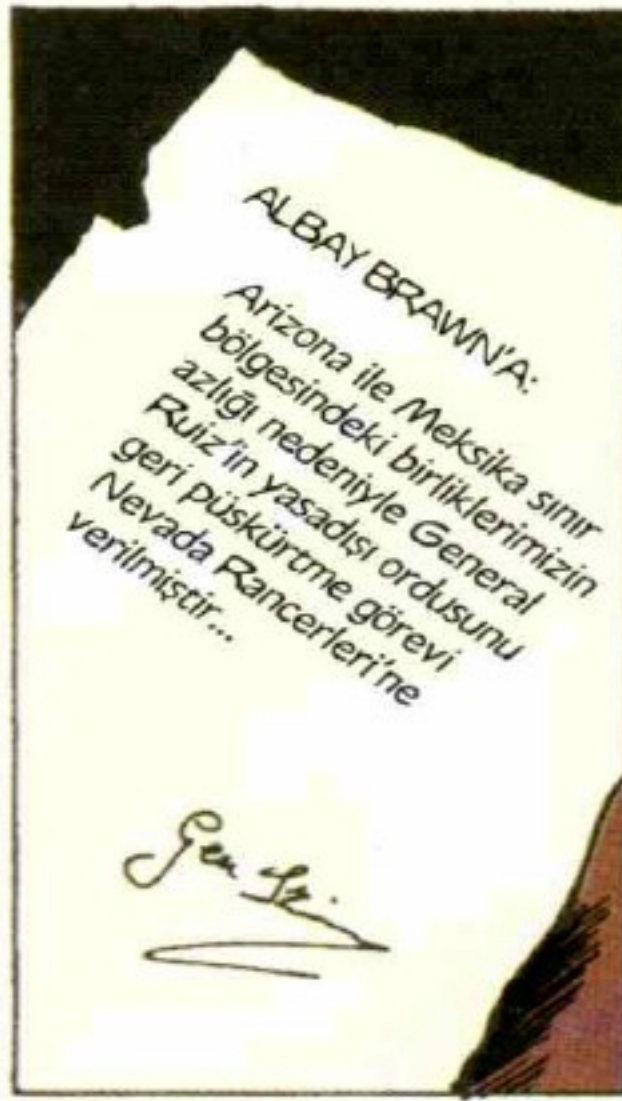 ALBAY BRAWN'A:
Arizona ile Meksika sınır
bölgesindeki birliklerimizin
azlığı nedeniyle General
Ruiz'in yasadışı ordusunu
geri püskürtme görevi
Nevada Rancerleri'ne
verilmiştir...
Gen